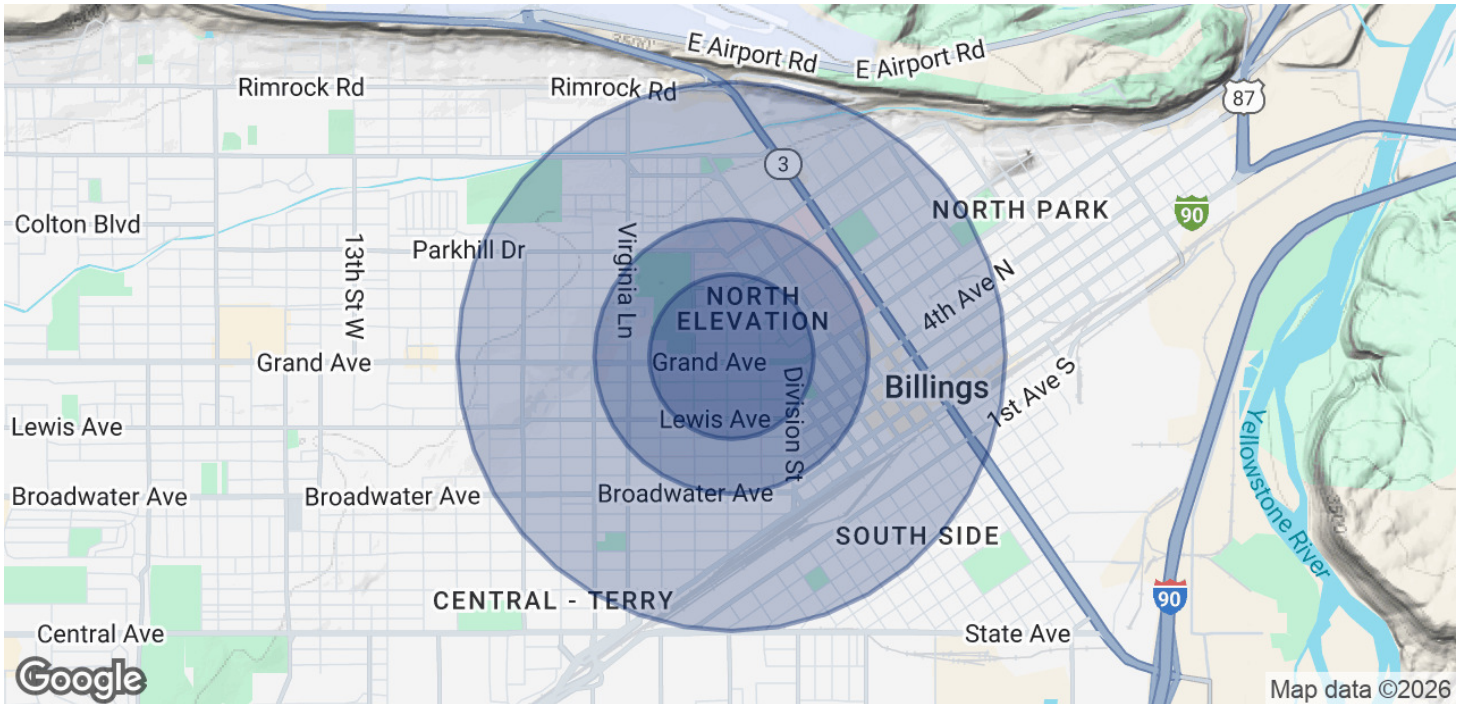 E Airport Rd
E Airport Rd
3500'
Rimrock Rd
Rimrock Rd
87
3
Colton Blvd
NORTH PARK
90
Parkhill Dr
13th St W
Virginia Ln
4th Ave N
NORTH
ELEVATION
Grand Ave
Grand Ave
Division St
Billings
1st Ave S
Lewis Ave
Lewis Ave
Broadwater Ave
Broadwater Ave
Broadwater Ave
Yellowstone River
SOUTH SIDE
CENTRAL - TERRY
90
Central Ave
State Ave
Google
Map data ©2026